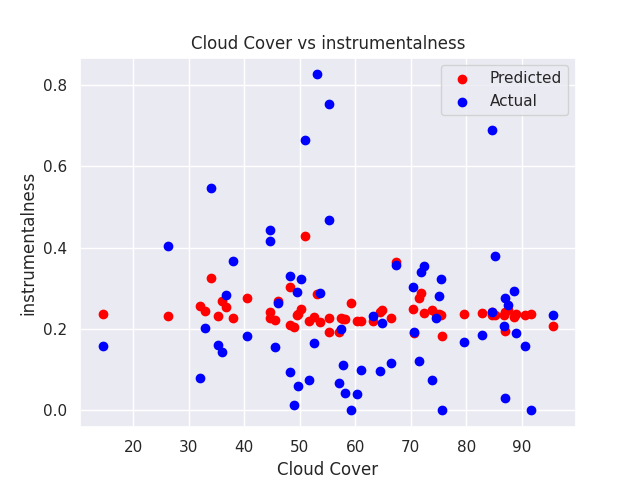 Cloud Cover vs instrumentalness
Predicted
Actual
0.8
0.6
0.4
0.2
0.0
instrumentalness
20 30 40 50 60 70 80 90
Cloud Cover